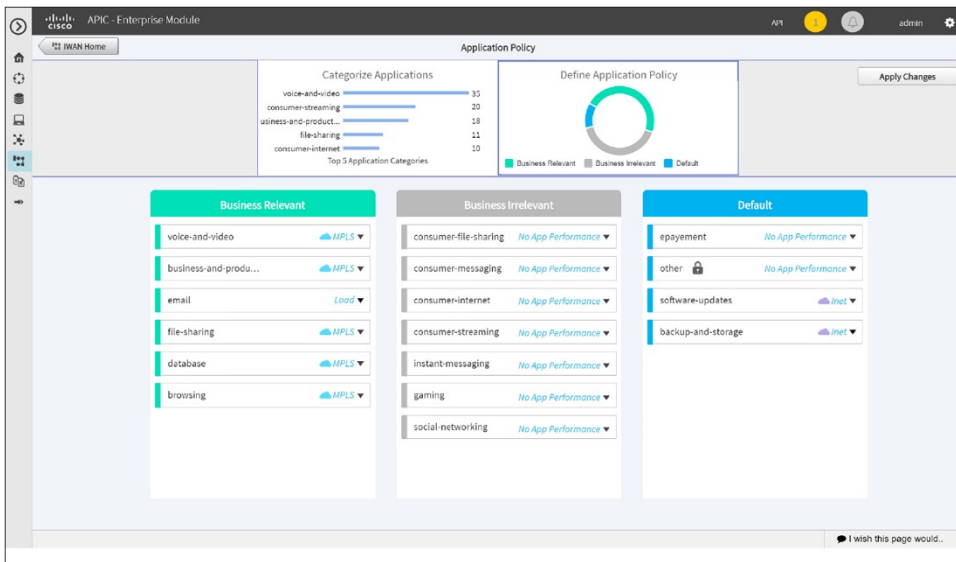 cisco APIC - Enterprise Module API 1 admin
IWAN Home Application Policy
Categorize Applications
voice-and-video 35
consumer-streaming 20
usiness-and-product... 18
file-sharing 11
consumer-internet 10
Top 5 Application Categories
Define Application Policy
Business Relevant Business Irrelevant Default
Apply Changes
Business Relevant
voice-and-video MPLS
business-and-produ... MPLS
email Load
file-sharing MPLS
database MPLS
browsing MPLS
Business Irrelevant
consumer-file-sharing No App Performance
consumer-messaging No App Performance
consumer-internet No App Performance
consumer-streaming No App Performance
instant-messaging No App Performance
gaming No App Performance
social-networking No App Performance
Default
epayement No App Performance
other No App Performance
software-updates Inet
backup-and-storage Inet
I wish this page would..